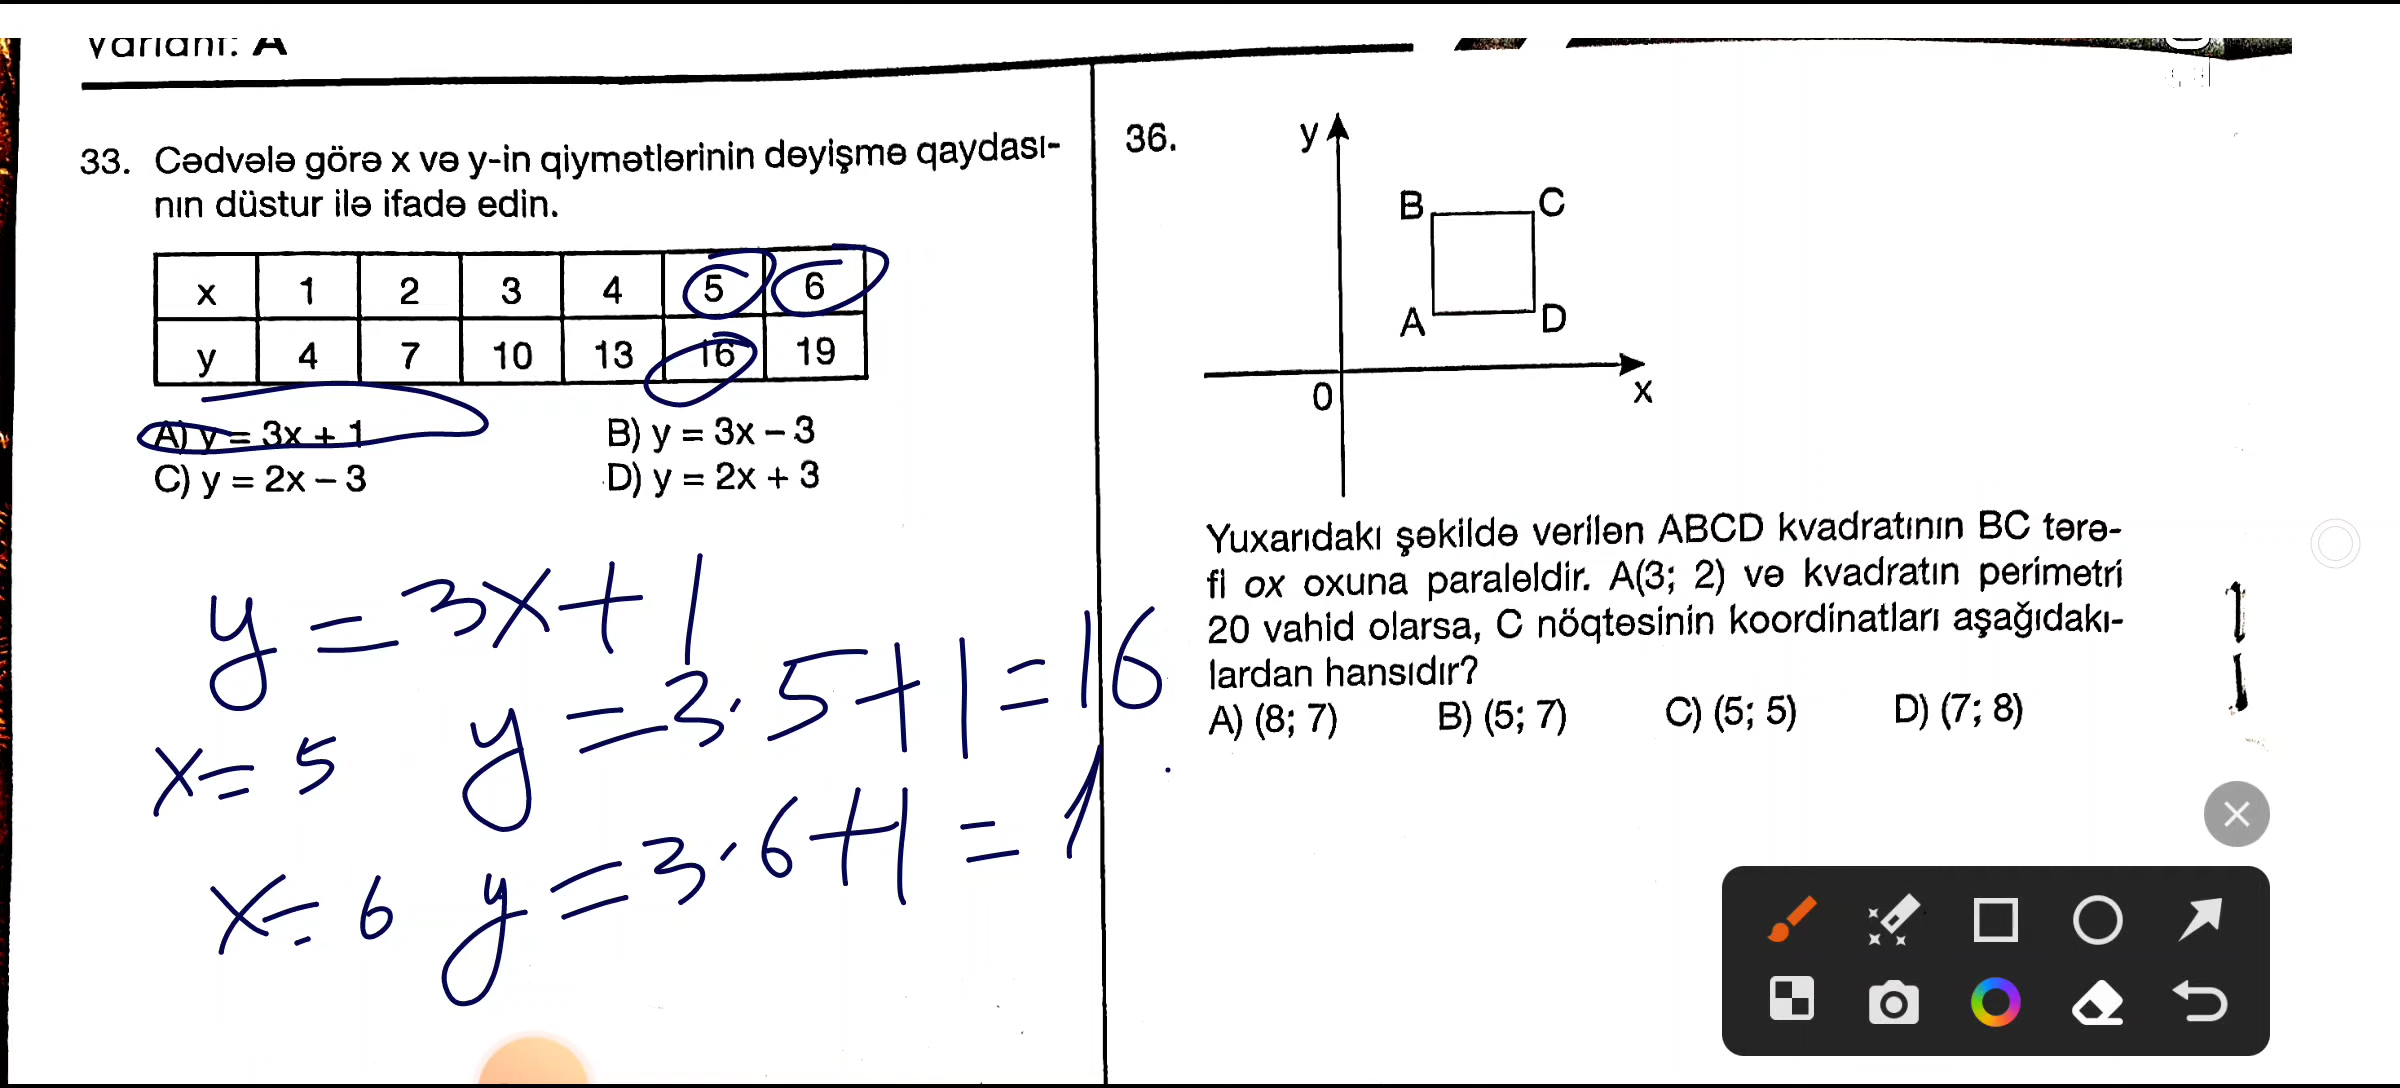 Variant: A
33. Cədvələ görə x və y-in qiymətlərinin dəyişmə qaydası-
nın düstur ilə ifadə edin.
x 1 2 3 4 5 6
y 4 7 10 13 16 19
A) y = 3x + 1 B) y = 3x – 3
C) y = 2x – 3 D) y = 2x + 3
y = 3x + 1
x = 5 y = 3·5 + 1 = 16
x = 6 y = 3·6 + 1 = 1
36.
y
B C
A D
0 x
Yuxarıdakı şəkildə verilən ABCD kvadratının BC tərə-
fi ox oxuna paraleldir. A(3; 2) və kvadratın perimetri
20 vahid olarsa, C nöqtəsinin koordinatları aşağıdakı-
lardan hansıdır?
A) (8; 7) B) (5; 7) C) (5; 5) D) (7; 8)